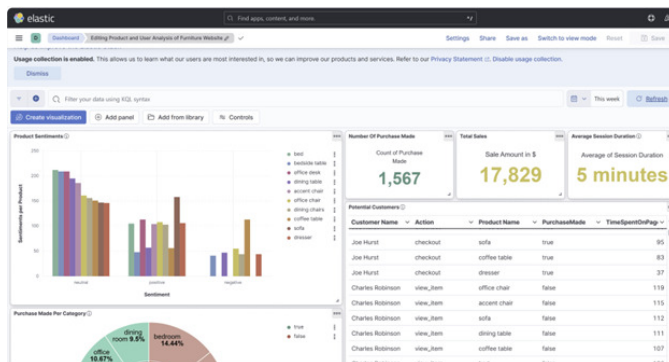 elastic
Find apps, content, and more.
D
Dashboard
Editing Product and User Analysis of Furniture Website
Settings
Share
Save as
Switch to view mode
Reset
Save
Usage collection is enabled. This allows us to learn what our users are most interested in, so we can improve our products and services. Refer to our Privacy Statement. Disable usage collection.
Dismiss
Filter your data using KQL syntax
This week
Refresh
Create visualization
Add panel
Add from library
Controls
Product Sentiments
250
200
150
100
50
0
Sentiments per Product
neutral
positive
negative
Sentiment
bed
bedside table
office desk
dining table
accent chair
office chair
dining chairs
coffee table
sofa
dresser
Number Of Purchase Made
Count of Purchase
Made
1,567
Total Sales
Sale Amount in $
17,829
Average Session Duration
Average of Session Duration
5 minutes
Potential Customers
Customer Name Action Product Name PurchaseMade TimeSpentOnPag
Joe Hurst checkout sofa true 95
Joe Hurst checkout coffee table true 83
Joe Hurst checkout dresser true 37
Charles Robinson view_item office chair false 119
Charles Robinson view_item accent chair false 115
Charles Robinson view_item sofa false 112
Charles Robinson view_item dining table false 111
Charles Robinson view_item coffee table false 107
Purchase Made Per Category
dining
room 9.5%
bedroom
14.44%
office
10.67%
true
false